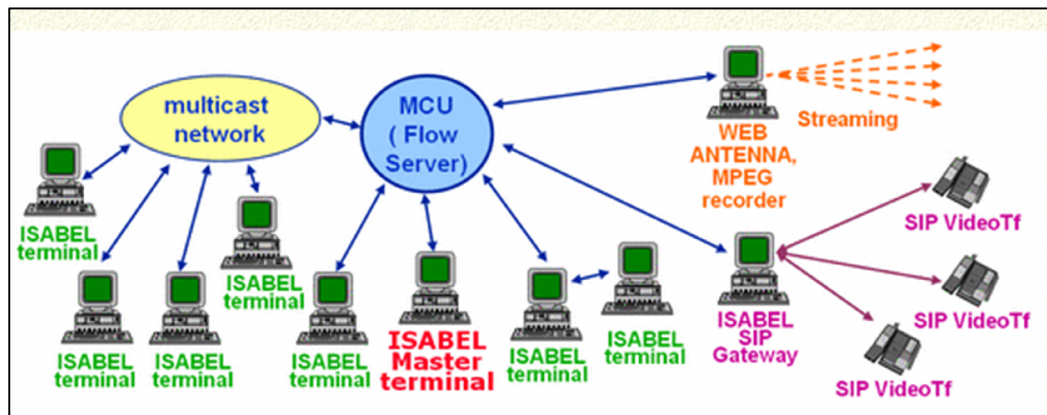 multicast
network
MCU
( Flow
Server)
WEB
ANTENNA,
MPEG
recorder
Streaming
ISABEL
terminal
ISABEL
terminal
ISABEL
terminal
ISABEL
terminal
ISABEL
terminal
ISABEL
Master
terminal
ISABEL
terminal
ISABEL
terminal
ISABEL
SIP
Gateway
SIP VideoTf
SIP VideoTf
SIP VideoTf